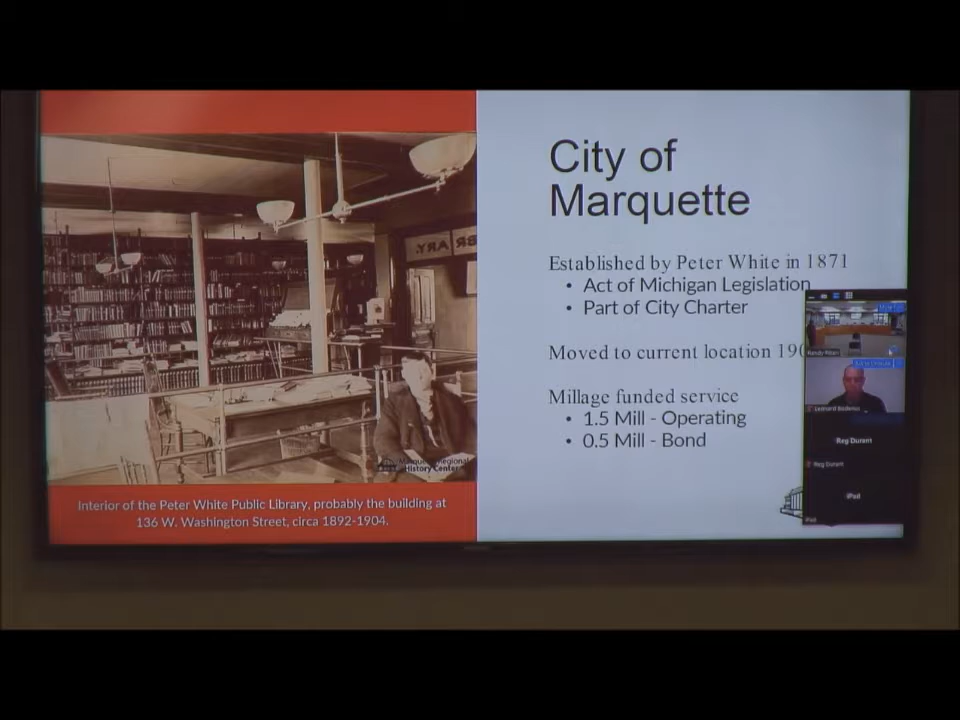 City of
Marquette
Established by Peter White in 1871
• Act of Michigan Legislation
• Part of City Charter
Moved to current location 190
Millage funded service
• 1.5 Mill - Operating
• 0.5 Mill - Bond
History Center
Interior of the Peter White Public Library, probably the building at
136 W. Washington Street, circa 1892-1904.
Reg Durant
Reg Durant
iPad
iPad